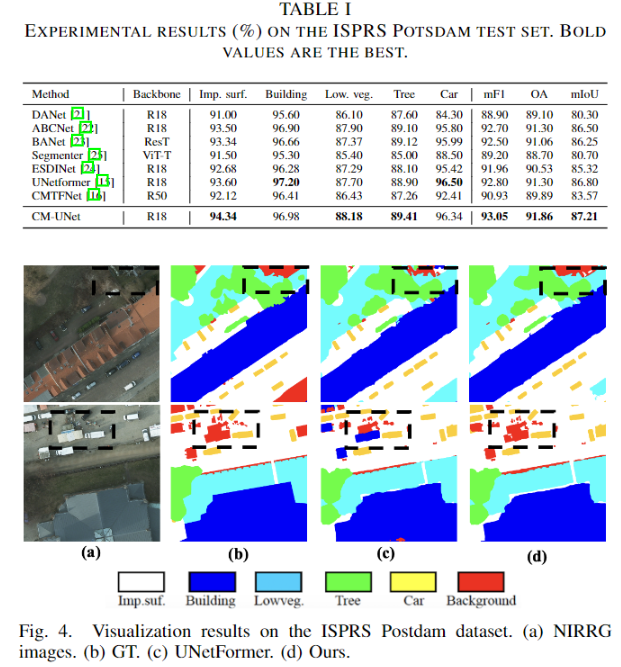 TABLE I
EXPERIMENTAL RESULTS (%) ON THE ISPRS POTSDAM TEST SET. BOLD
VALUES ARE THE BEST.
Method Backbone Imp. surf. Building Low. veg. Tree Car mF1 OA mIoU
DANet [21] R18 91.00 95.60 86.10 87.60 84.30 88.90 89.10 80.30
ABCNet [22] R18 93.50 96.90 87.90 89.10 95.80 92.70 91.30 86.50
BANet [23] ResT 93.34 96.66 87.37 89.12 95.99 92.50 91.06 86.25
Segmenter [25] ViT-T 91.50 95.30 85.40 85.00 88.50 89.20 88.70 80.70
ESDINet [24] R18 92.68 96.28 87.29 88.10 95.42 91.96 90.53 85.32
UNetformer [15] R18 93.60 97.20 87.70 88.90 96.50 92.80 91.30 86.80
CMTFNet [16] R50 92.12 96.41 86.43 87.26 92.41 90.93 89.89 83.57
CM-UNet R18 94.34 96.98 88.18 89.41 96.34 93.05 91.86 87.21
(a) (b) (c) (d)
Imp.suf. Building Lowveg. Tree Car Background
Fig. 4. Visualization results on the ISPRS Postdam dataset. (a) NIRRG
images. (b) GT. (c) UNetFormer. (d) Ours.